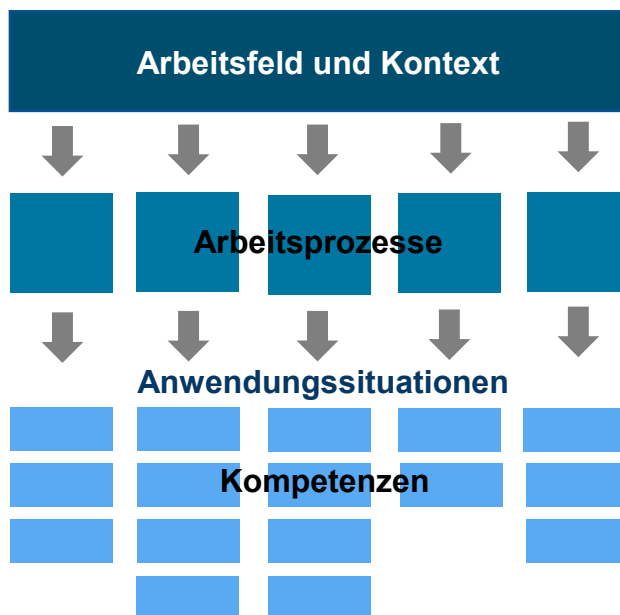 Arbeitsfeld und Kontext
Arbeitsprozesse
Anwendungssituationen
Kompetenzen